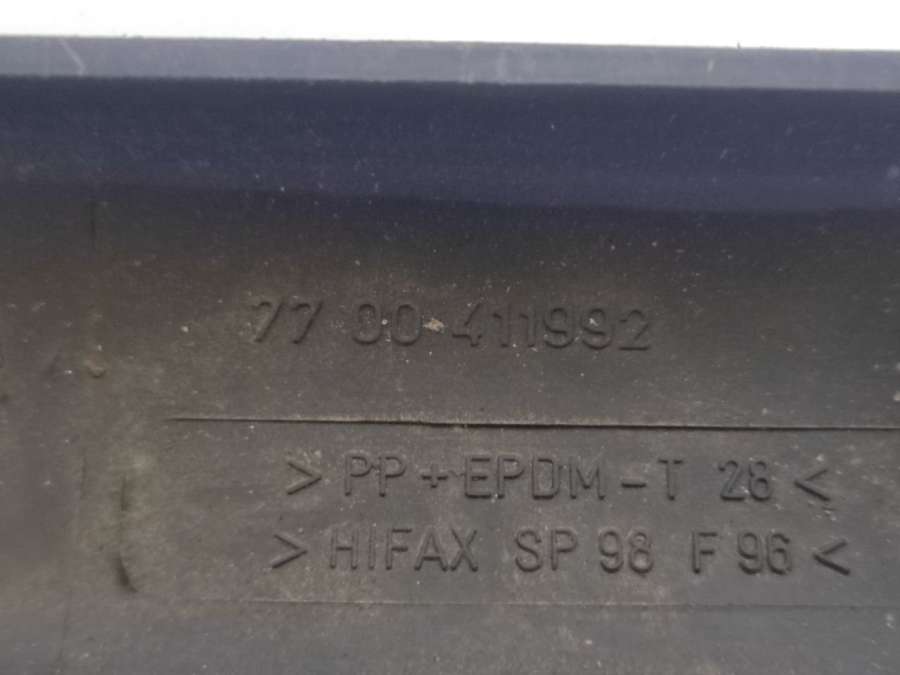 77 00 411992
> PP + EPDM - T 28 <
> HIFAX SP 98 F 96 <